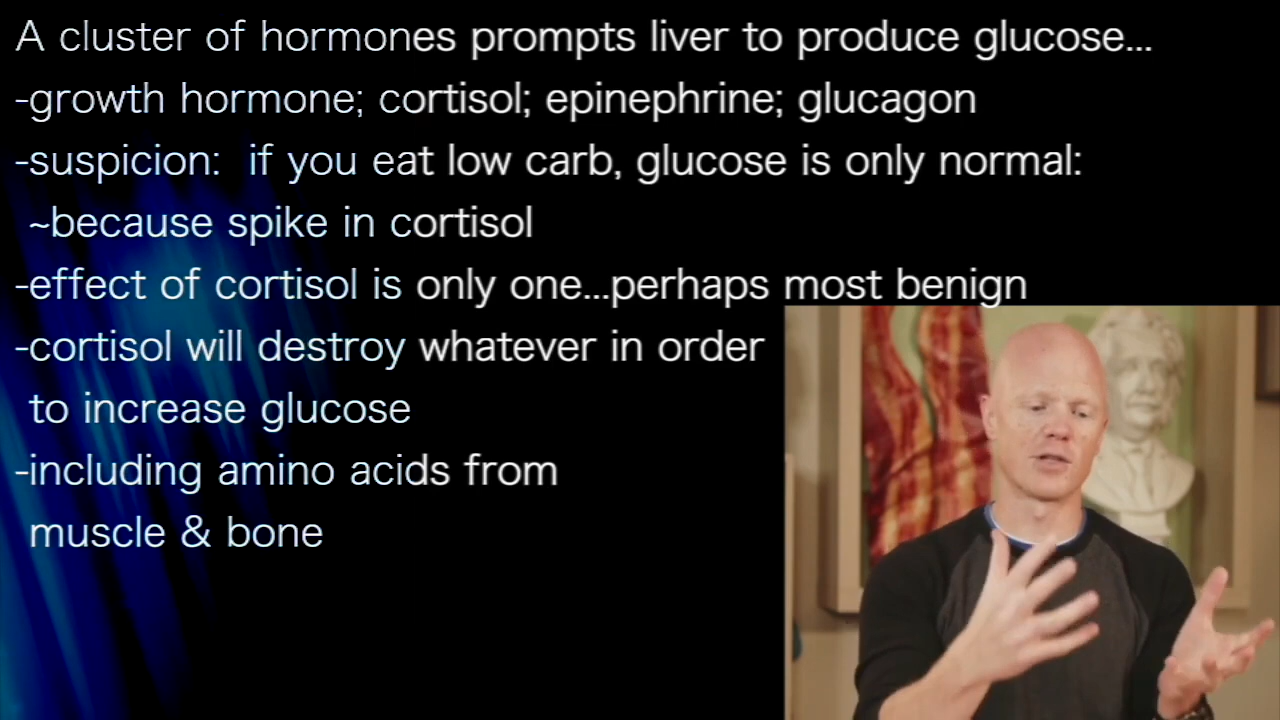 A cluster of hormones prompts liver to produce glucose...
-growth hormone; cortisol; epinephrine; glucagon
-suspicion:  if you eat low carb, glucose is only normal:
~because spike in cortisol
-effect of cortisol is only one...perhaps most benign
-cortisol will destroy whatever in order
to increase glucose
-including amino acids from
muscle & bone